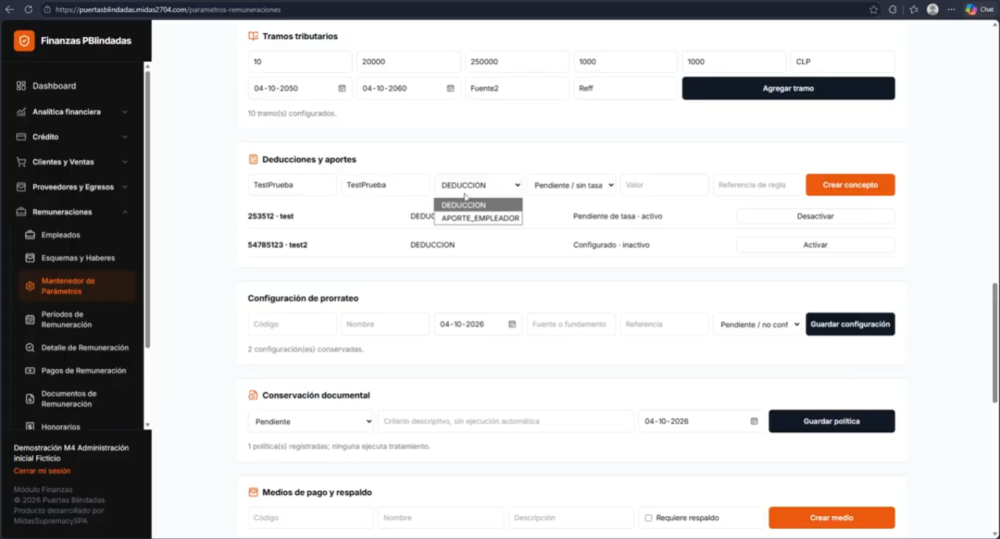 https://puertasblindadas.midas2704.com/parametros-remuneraciones
Chat
Finanzas PBlindadas
Dashboard
Analítica financiera
Crédito
Clientes y Ventas
Proveedores y Egresos
Remuneraciones
Empleados
Esquemas y Haberes
Mantenedor de
Parámetros
Períodos de
Remuneración
Detalle de Remuneración
Pagos de Remuneración
Documentos de
Remuneración
Honorarios
Demostración M4 Administración
inicial Ficticio
Cerrar mi sesión
Módulo Finanzas
© 2026 Puertas Blindadas
Producto desarrollado por
MidasSupremacySPA
Tramos tributarios
10 20000 250000 1000 1000 CLP
04-10-2050 04-10-2060 Fuente2 Reff Agregar tramo
10 tramo(s) configurados.
Deducciones y aportes
TestPrueba TestPrueba DEDUCCION Pendiente / sin tasa Valor Referencia de regla Crear concepto
DEDUCCION
APORTE_EMPLEADOR
253512 · test DEDUC Pendiente de tasa · activo Desactivar
54785123 · test2 DEDUCCION Configurado · inactivo Activar
Configuración de prorrateo
Código Nombre 04-10-2026 Fuente o fundamento Referencia Pendiente / no conf Guardar configuración
2 configuración(es) conservadas.
Conservación documental
Pendiente Criterio descriptivo, sin ejecución automática 04-10-2026 Guardar política
1 política(s) registradas; ninguna ejecuta tratamiento.
Medios de pago y respaldo
Código Nombre Descripción Requiere respaldo Crear medio